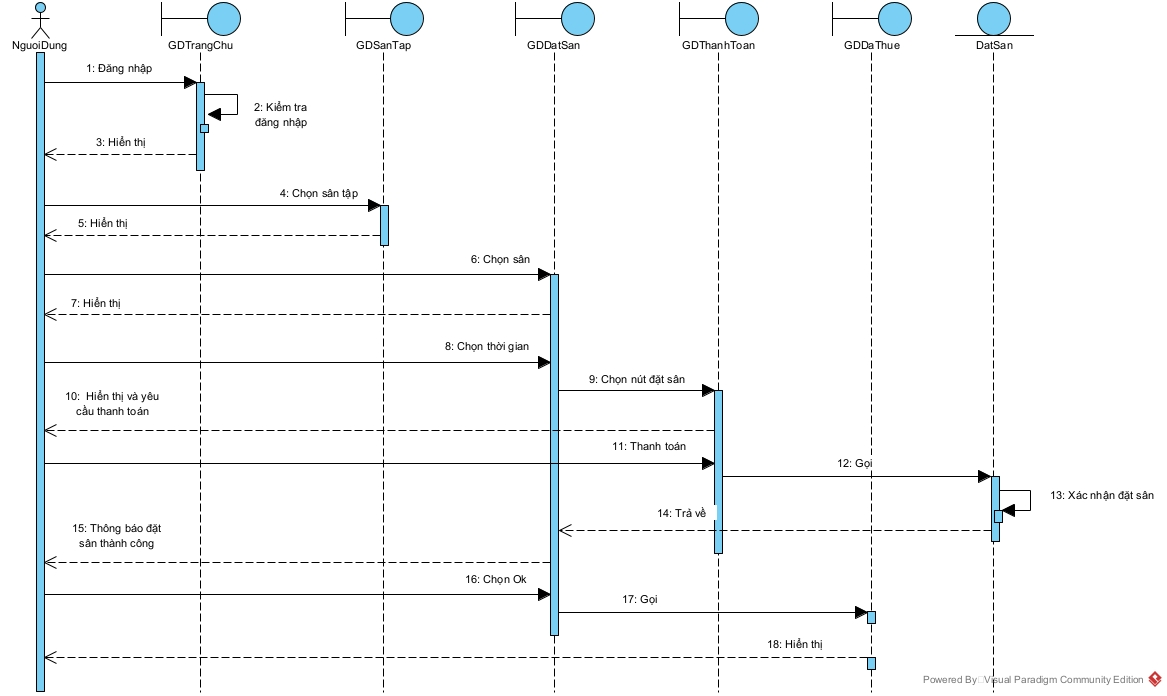 NguoiDung
GDTrangChu
GDSanTap
GDDatSan
GDThanhToan
GDDaThue
DatSan
1: Đăng nhập
2: Kiểm tra
đăng nhập
3: Hiển thị
4: Chọn sân tập
5: Hiển thị
6: Chọn sân
7: Hiển thị
8: Chọn thời gian
9: Chọn nút đặt sân
10: Hiển thị và yêu
cầu thanh toán
11: Thanh toán
12: Gọi
13: Xác nhận đặt sân
14: Trả về
15: Thông báo đặt
sân thành công
16: Chọn Ok
17: Gọi
18: Hiển thị
Powered By Visual Paradigm Community Edition